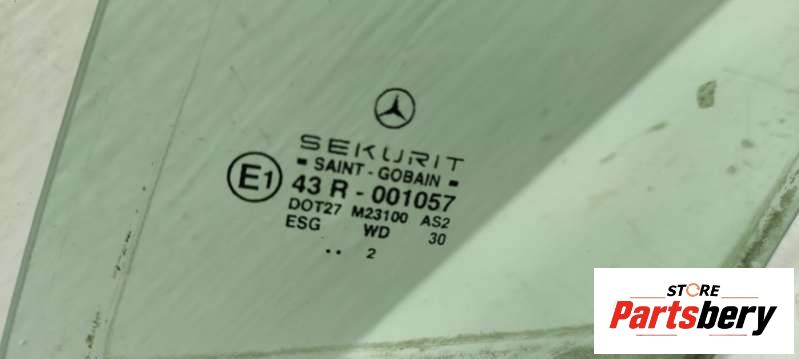 SEKURIT
SAINT - GOBAIN
E1
43 R - 001057
DOT27 M23100 AS2
ESG WD 30
.. 2
STORE
Partsbery